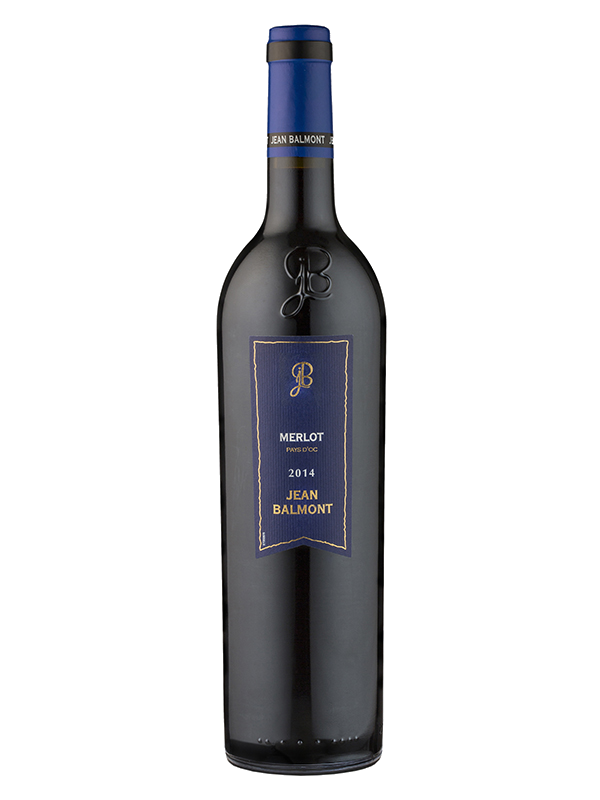 JEAN BALMONT
JB
JB
MERLOT
PAYS D'OC
2014
JEAN
BALMONT